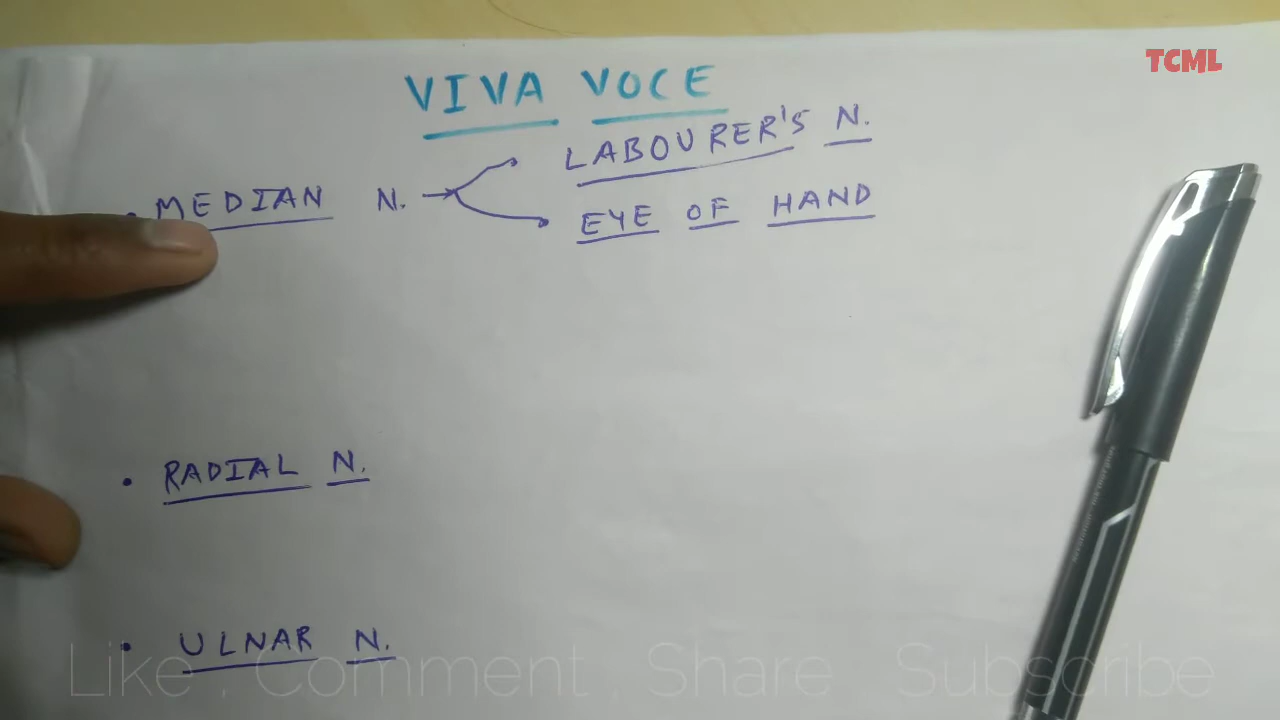 TCML
VIVA VOCE
• MEDIAN N. → LABOURER'S N.
EYE OF HAND
• RADIAL N.
• ULNAR N.
Like , Comment , Share Subscribe